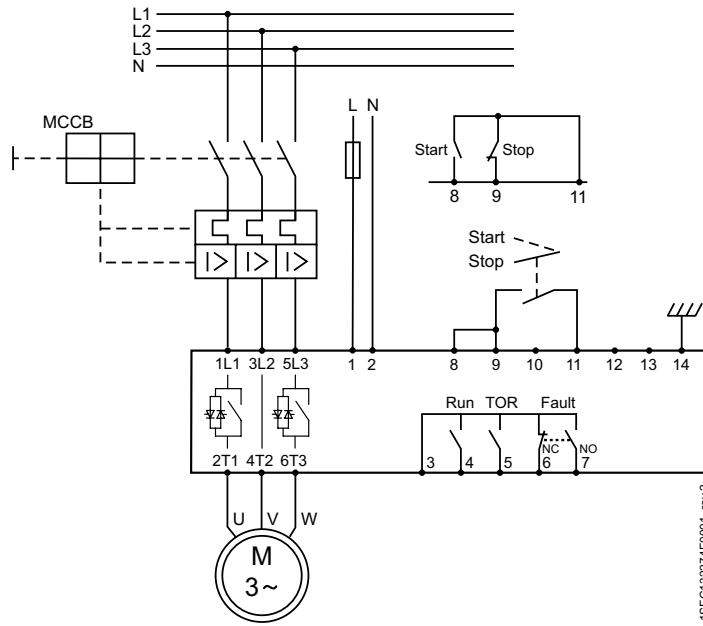 L1
L2
L3
N
MCCB
L N
Start Stop
8 9 11
Start
Stop
1L1 3L2 5L3 1 2 8 9 10 11 12 13 14
Run TOR Fault
NC NO
2T1 4T2 6T3 3 4 5 6 7
U V W
M
3~